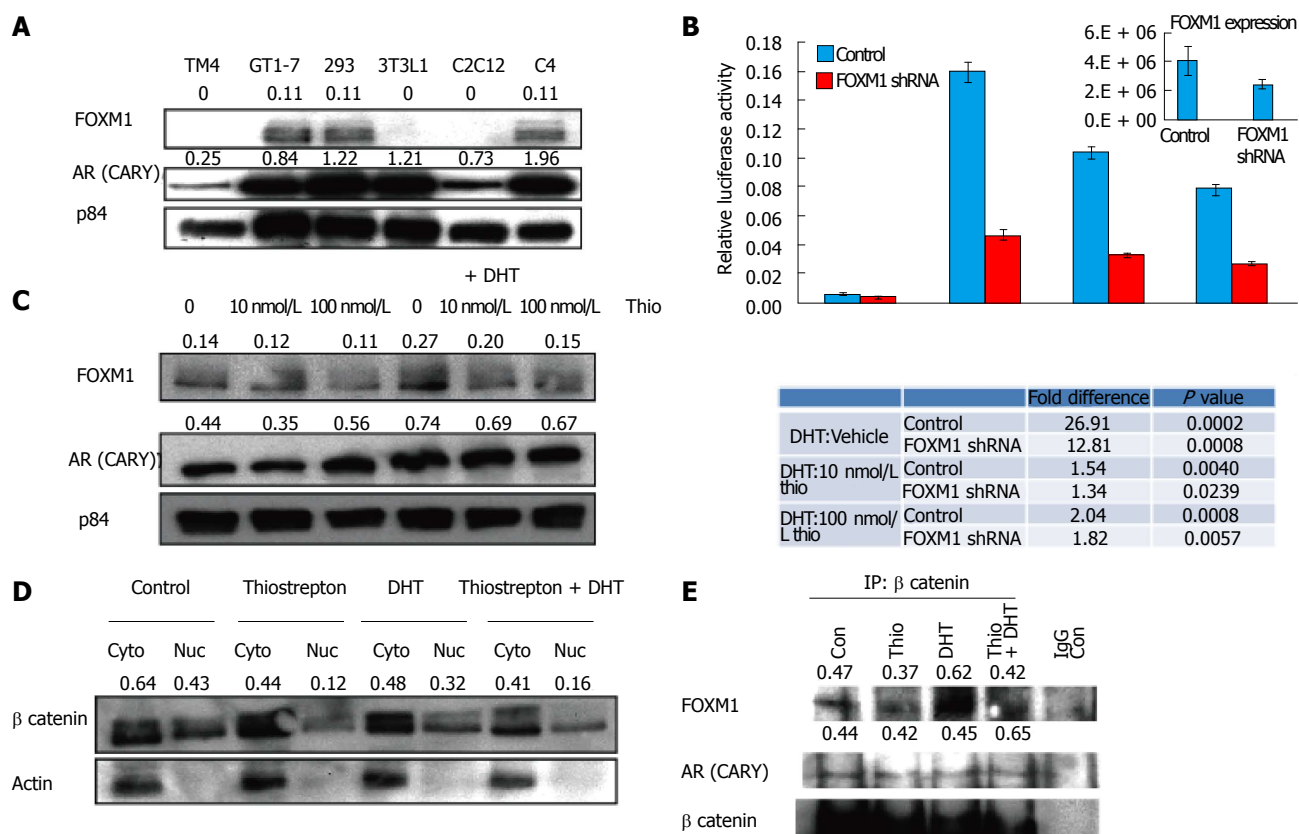 A
TM4 GT1-7 293 3T3L1 C2C12 C4
0 0.11 0.11 0 0 0.11
FOXM1
0.25 0.84 1.22 1.21 0.73 1.96
AR (CARY)
p84
B
Relative luciferase activity
0.18
0.16
0.14
0.12
0.10
0.08
0.06
0.04
0.02
0.00
Control
FOXM1 shRNA
FOXM1 expression
6.E + 06
4.E + 06
2.E + 06
0.E + 00
Control FOXM1
shRNA
Fold difference P value
DHT:Vehicle Control 26.91 0.0002
FOXM1 shRNA 12.81 0.0008
DHT:10 nmol/L
thio Control 1.54 0.0040
FOXM1 shRNA 1.34 0.0239
DHT:100 nmol/
L thio Control 2.04 0.0008
FOXM1 shRNA 1.82 0.0057
C
+ DHT
0 10 nmol/L 100 nmol/L 0 10 nmol/L 100 nmol/L Thio
0.14 0.12 0.11 0.27 0.20 0.15
FOXM1
0.44 0.35 0.56 0.74 0.69 0.67
AR (CARY)
p84
D
Control Thiostrepton DHT Thiostrepton + DHT
Cyto Nuc Cyto Nuc Cyto Nuc Cyto Nuc
0.64 0.43 0.44 0.12 0.48 0.32 0.41 0.16
β catenin
Actin
E
IP: β catenin
Con Thio DHT Thio + DHT IgG Con
0.47 0.37 0.62 0.42
FOXM1
0.44 0.42 0.45 0.65
AR (CARY)
β catenin